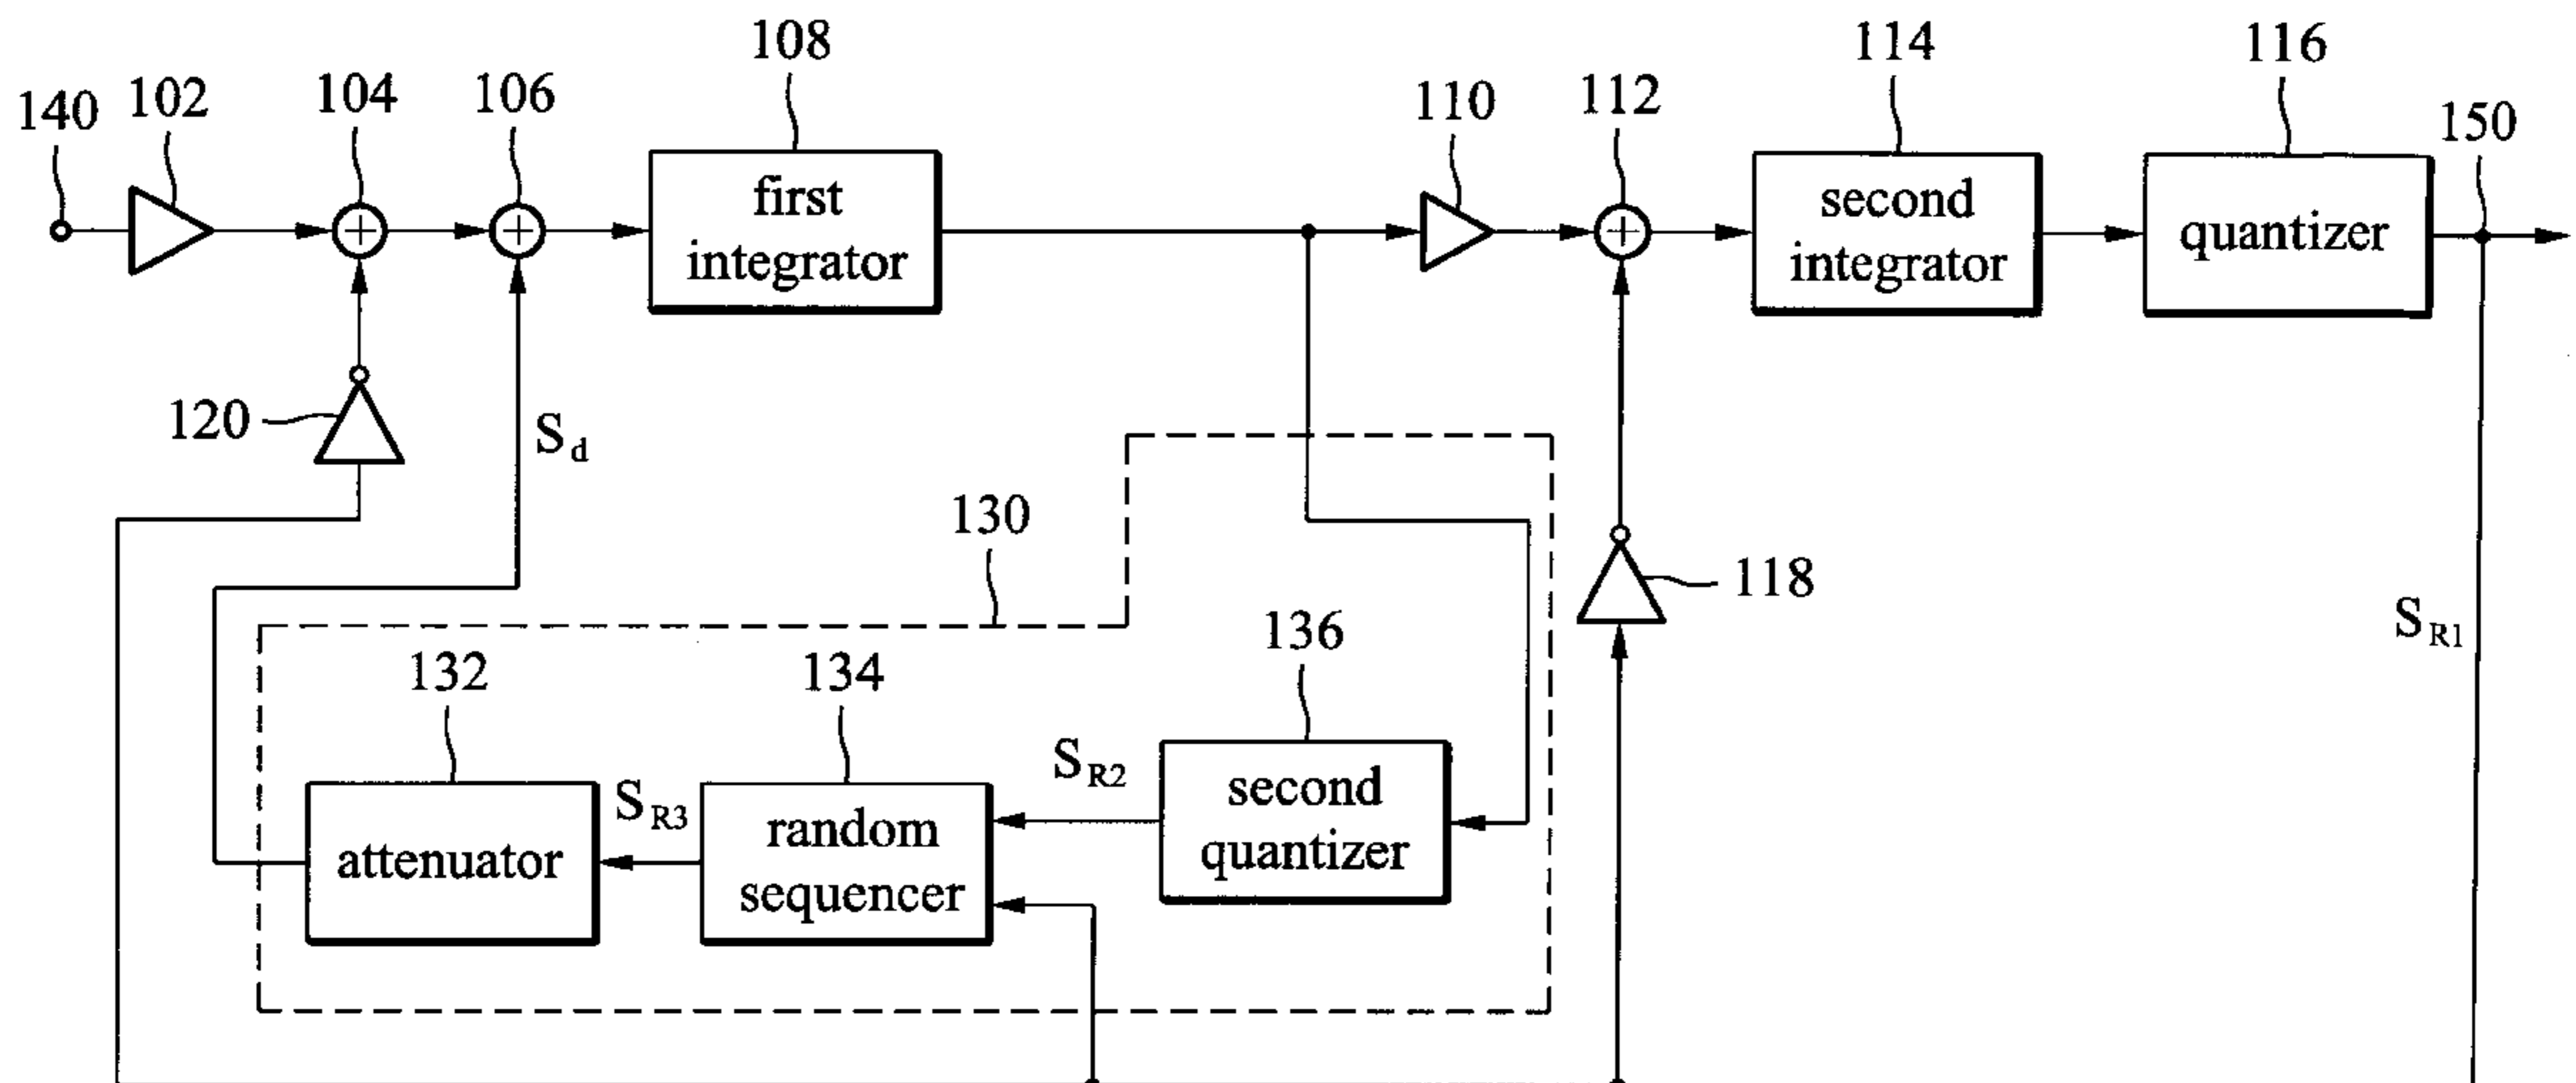 108
114
116
140
102
104
106
110
112
150
first
integrator
second
integrator
quantizer
120
S_d
130
118
S_R1
136
132
134
S_R2
S_R3
second
quantizer
random
sequencer
attenuator